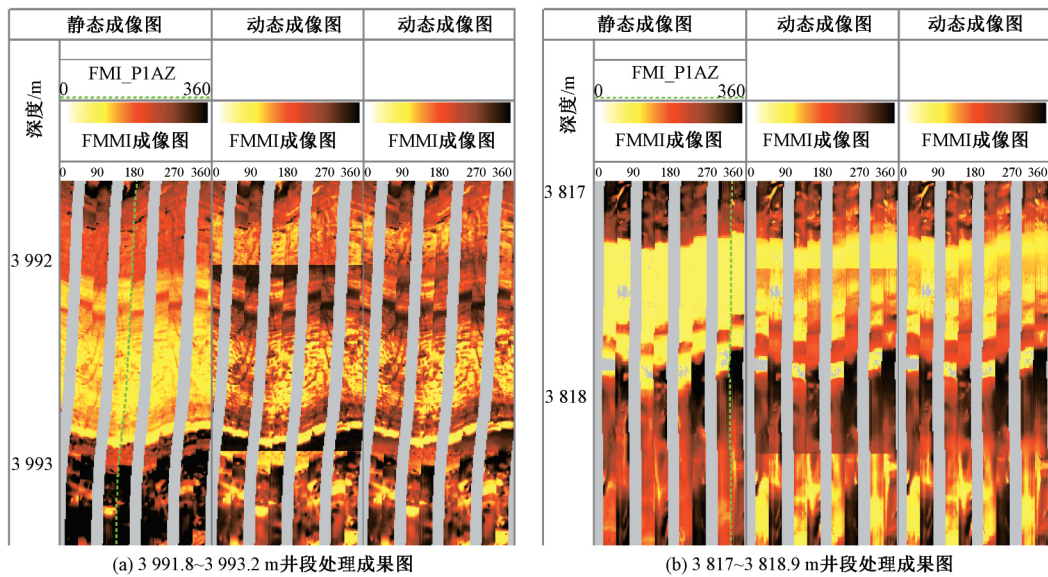 静态成像图 动态成像图 动态成像图
深度/m
FMI_P1AZ
0 360
FMMI成像图 FMMI成像图 FMMI成像图
0 90 180 270 360 0 90 180 270 360 0 90 180 270 360
3 992
3 993
(a) 3 991.8~3 993.2 m井段处理成果图
静态成像图 动态成像图 动态成像图
深度/m
FMI_P1AZ
0 360
FMMI成像图 FMMI成像图 FMMI成像图
0 90 180 270 360 0 90 180 270 360 0 90 180 270 360
3 817
3 818
(b) 3 817~3 818.9 m井段处理成果图